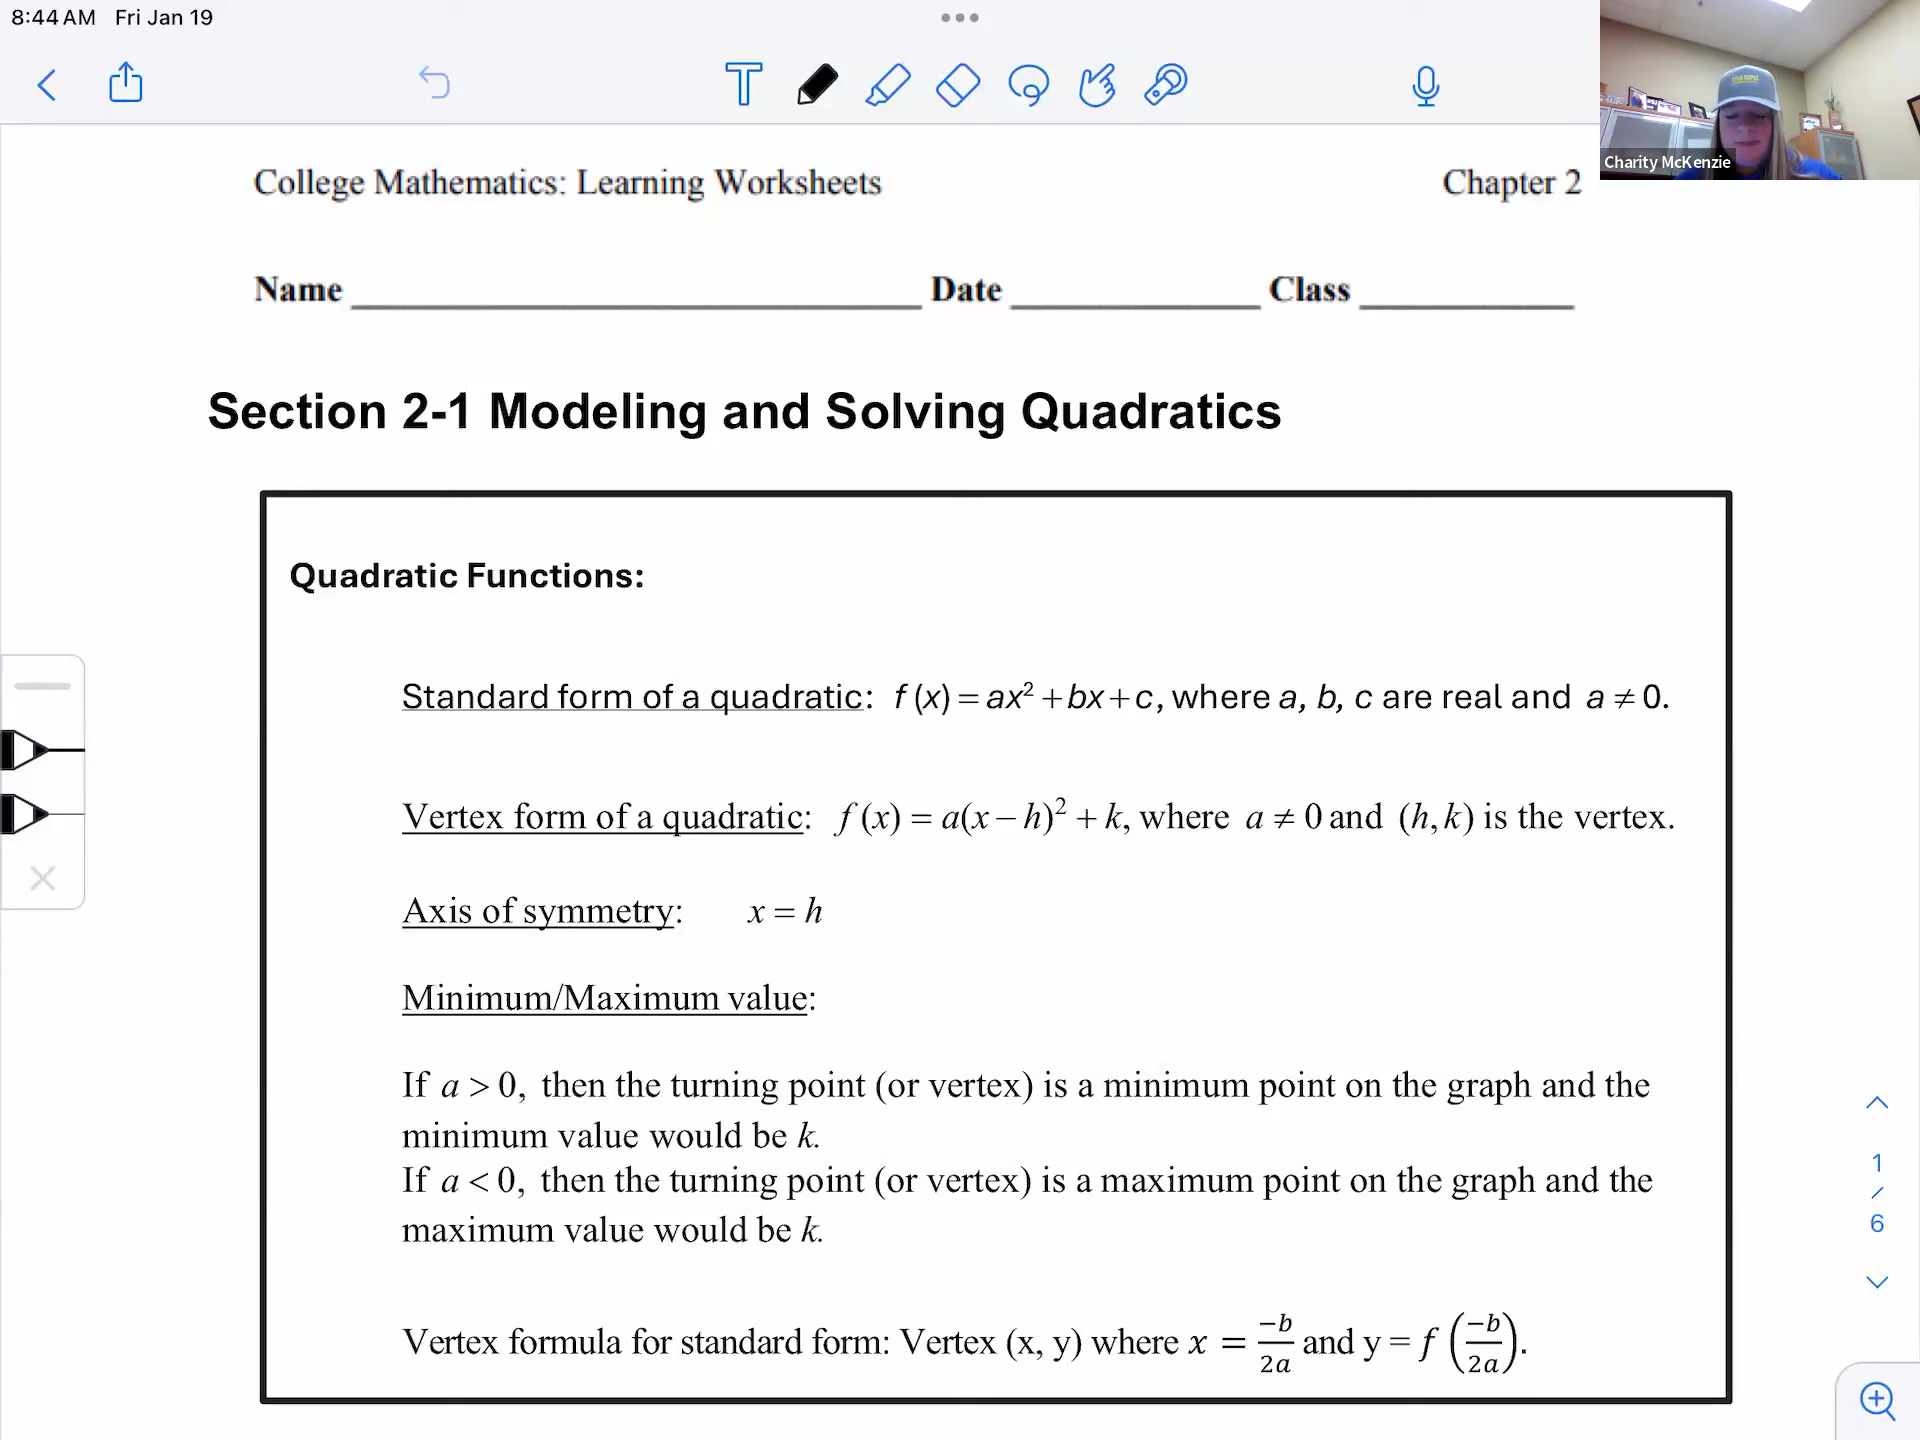 8:44 AM Fri Jan 19
Charity McKenzie
College Mathematics: Learning Worksheets Chapter 2
Name ______________ Date ______________ Class ______________
Section 2-1 Modeling and Solving Quadratics
Quadratic Functions:
Standard form of a quadratic: f (x) = ax² + bx + c, where a, b, c are real and a ≠ 0.
Vertex form of a quadratic: f (x) = a(x − h)² + k, where a ≠ 0 and (h, k) is the vertex.
Axis of symmetry: x = h
Minimum/Maximum value:
If a > 0, then the turning point (or vertex) is a minimum point on the graph and the
minimum value would be k.
If a < 0, then the turning point (or vertex) is a maximum point on the graph and the
maximum value would be k.
Vertex formula for standard form: Vertex (x, y) where x = −b/2a and y = f (−b/2a).
1
/
6